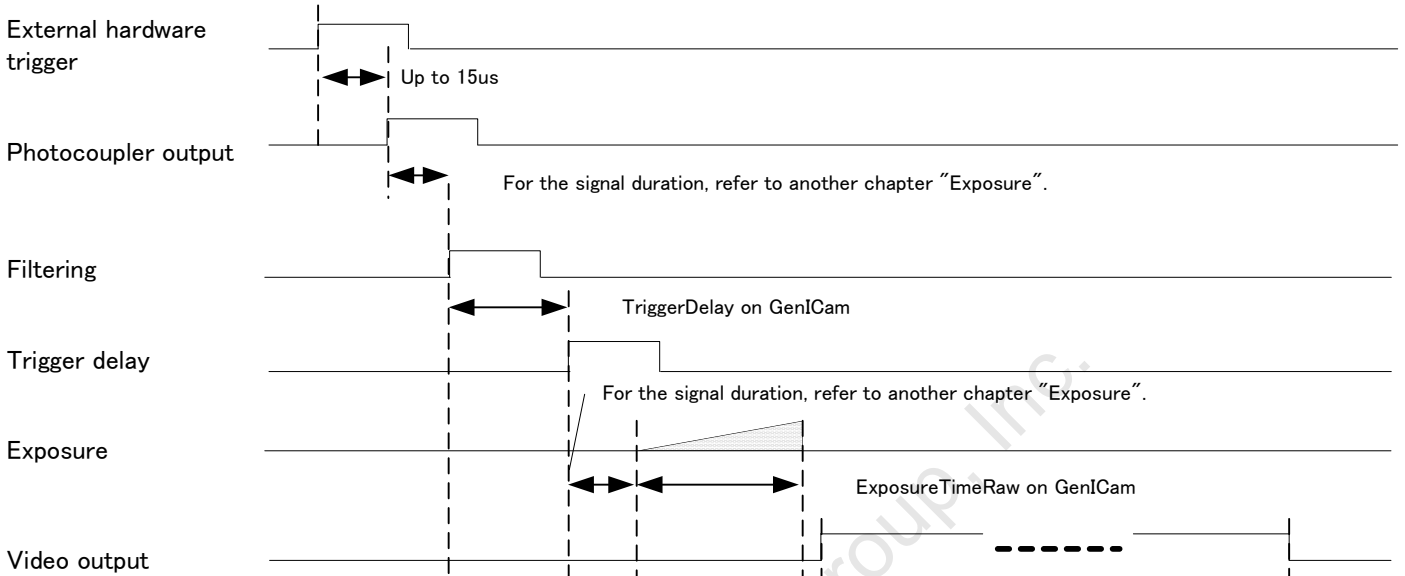 External hardware
trigger
Up to 15us
Photocoupler output
For the signal duration, refer to another chapter "Exposure".
Filtering
TriggerDelay on GenICam
Trigger delay
For the signal duration, refer to another chapter "Exposure".
Exposure
ExposureTimeRaw on GenICam
Video output
roup, Inc.